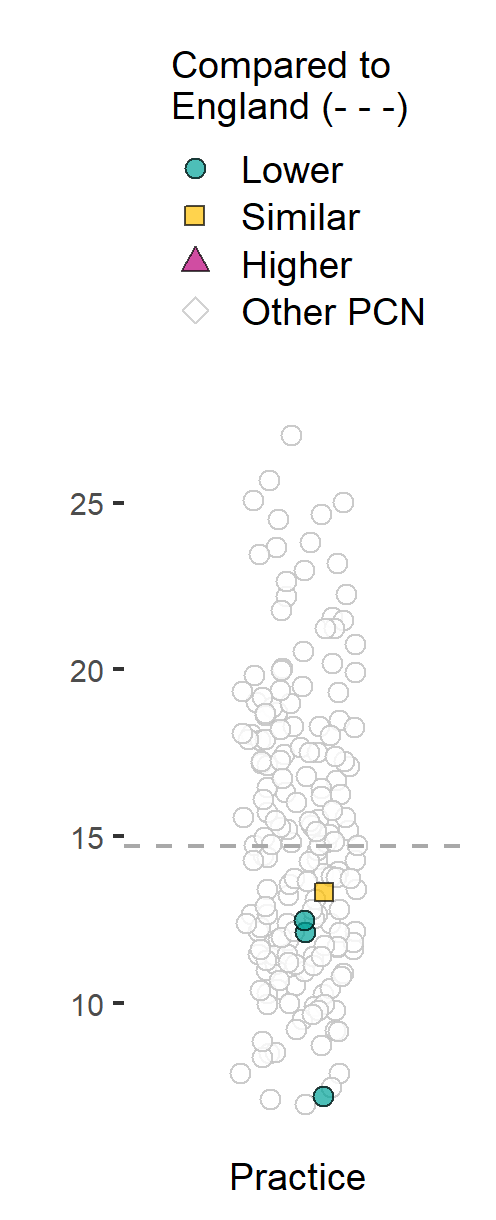 Compared to
England (- - -)
Lower
Similar
Higher
Other PCN
25
20
15
10
Practice